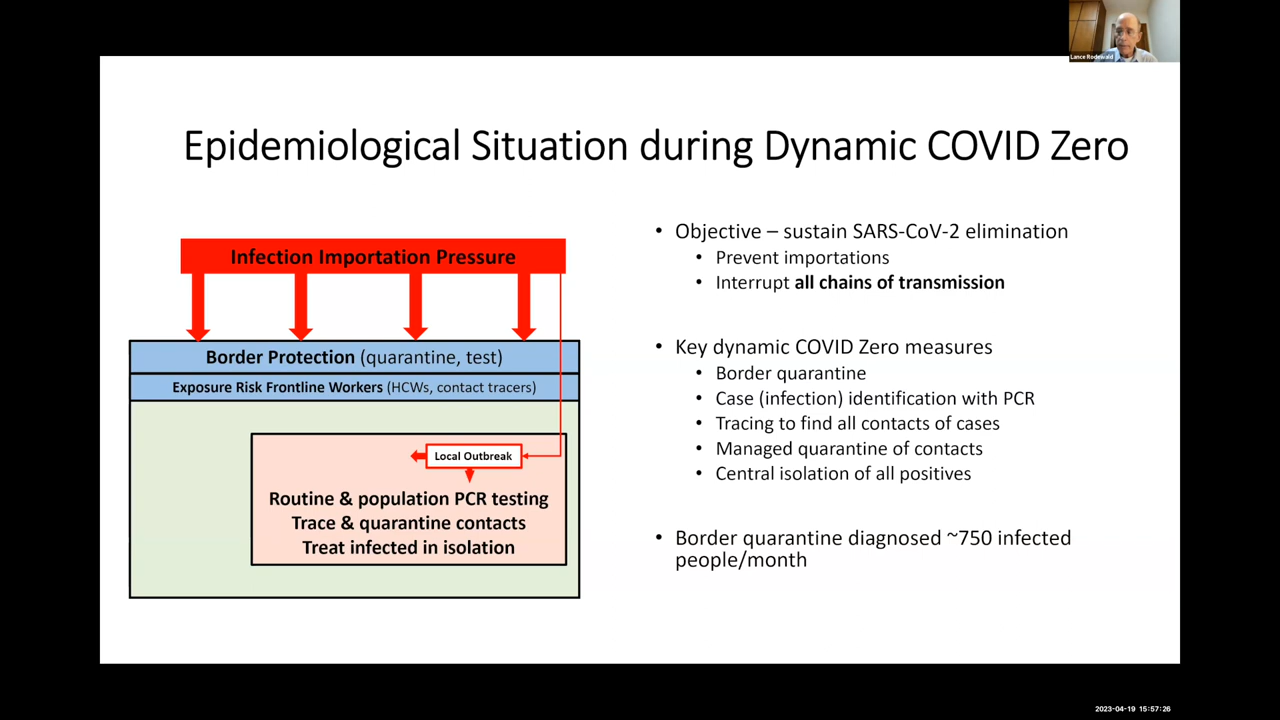 Lance Rodewald
Epidemiological Situation during Dynamic COVID Zero
Infection Importation Pressure
Border Protection (quarantine, test)
Exposure Risk Frontline Workers (HCWs, contact tracers)
Local Outbreak
Routine & population PCR testing
Trace & quarantine contacts
Treat infected in isolation
• Objective – sustain SARS-CoV-2 elimination
• Prevent importations
• Interrupt all chains of transmission
• Key dynamic COVID Zero measures
• Border quarantine
• Case (infection) identification with PCR
• Tracing to find all contacts of cases
• Managed quarantine of contacts
• Central isolation of all positives
• Border quarantine diagnosed ~750 infected
people/month
2023-04-19 15:57:26